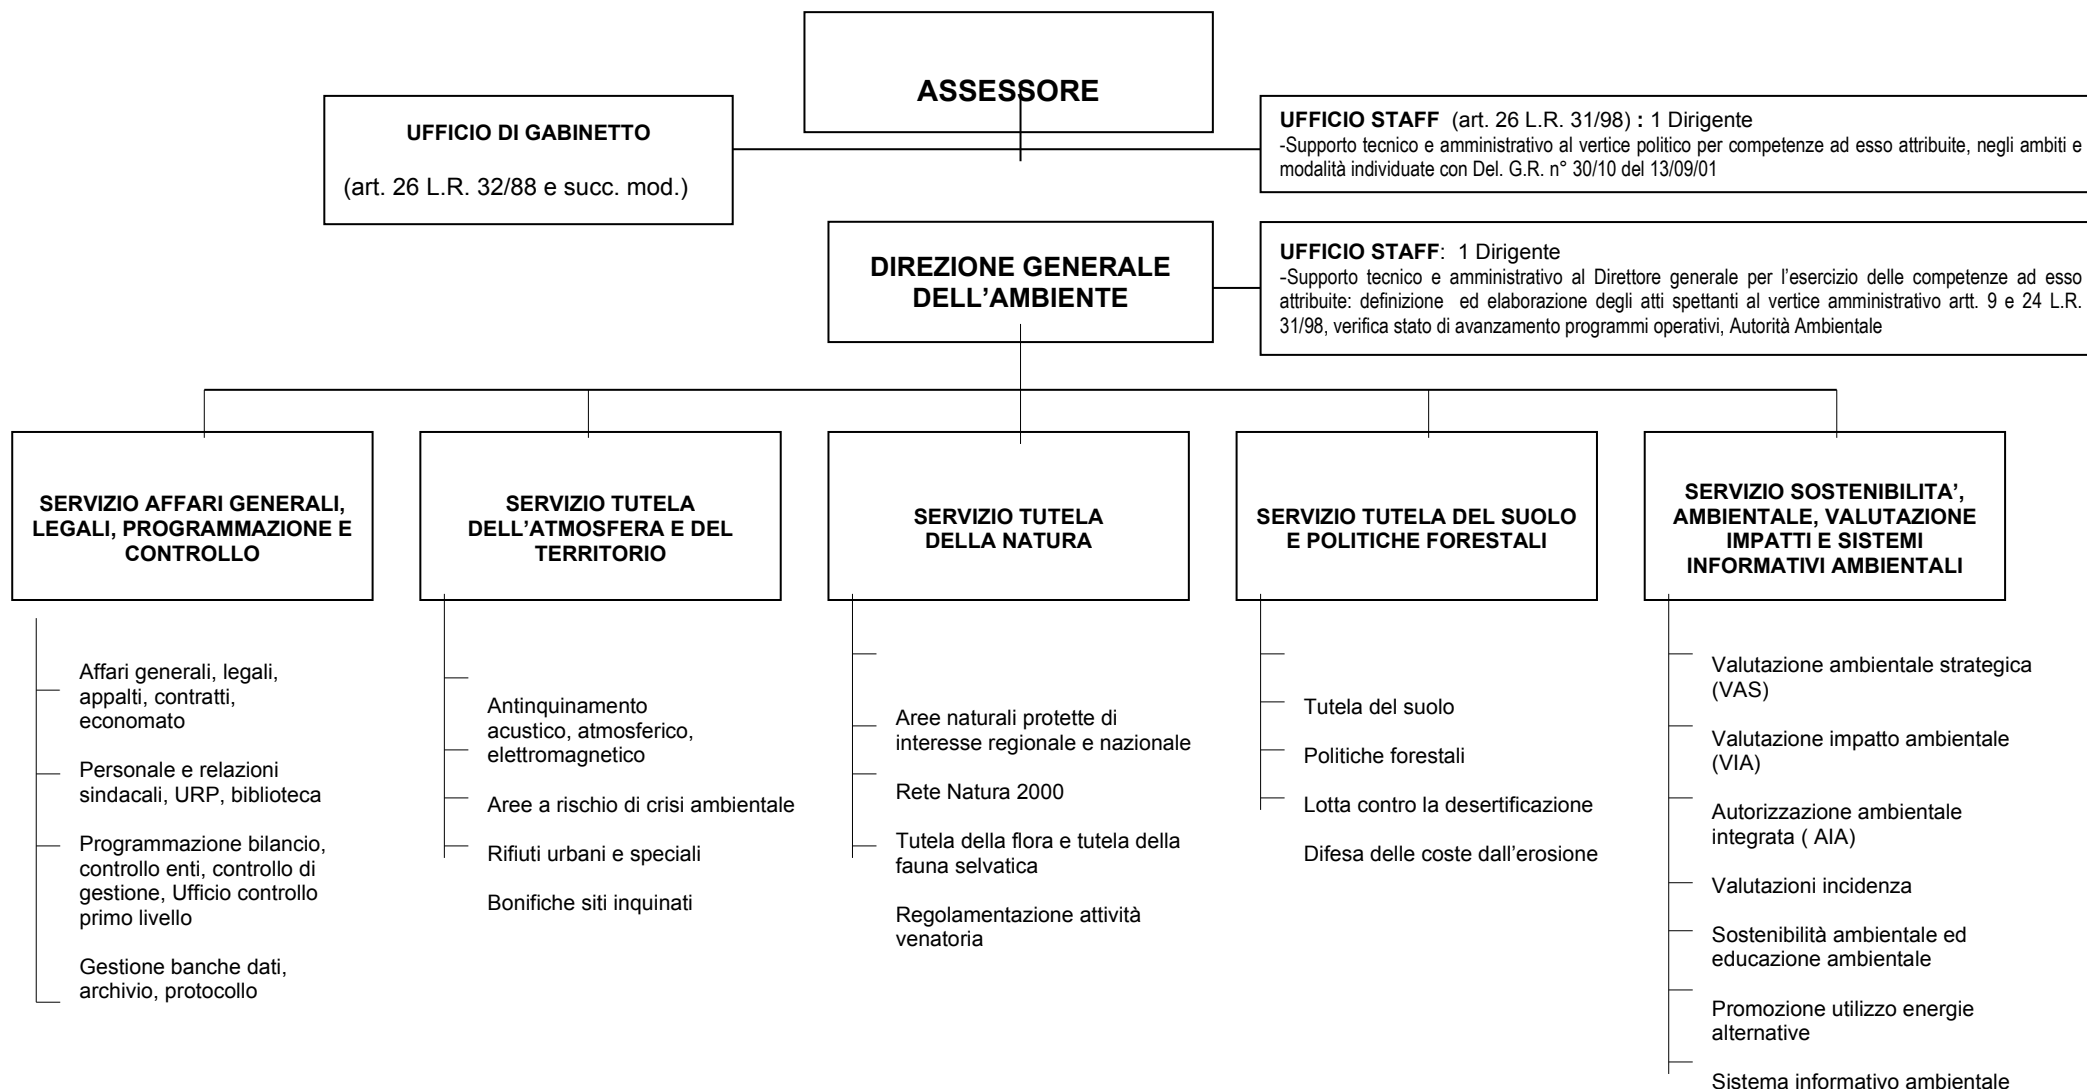 ASSESSORE
UFFICIO DI GABINETTO
(art. 26 L.R. 32/88 e succ. mod.)
UFFICIO STAFF (art. 26 L.R. 31/98) : 1 Dirigente
-Supporto tecnico e amministrativo al vertice politico per competenze ad esso attribuite, negli ambiti e
modalità individuate con Del. G.R. n° 30/10 del 13/09/01
DIREZIONE GENERALE
DELL’AMBIENTE
UFFICIO STAFF: 1 Dirigente
-Supporto tecnico e amministrativo al Direttore generale per l’esercizio delle competenze ad esso
attribuite: definizione ed elaborazione degli atti spettanti al vertice amministrativo artt. 9 e 24 L.R.
31/98, verifica stato di avanzamento programmi operativi, Autorità Ambientale
SERVIZIO AFFARI GENERALI,
LEGALI, PROGRAMMAZIONE E
CONTROLLO
Affari generali, legali,
appalti, contratti,
economato
Personale e relazioni
sindacali, URP, biblioteca
Programmazione bilancio,
controllo enti, controllo di
gestione, Ufficio controllo
primo livello
Gestione banche dati,
archivio, protocollo
SERVIZIO TUTELA
DELL’ATMOSFERA E DEL
TERRITORIO
Antinquinamento
acustico, atmosferico,
elettromagnetico
Aree a rischio di crisi ambientale
Rifiuti urbani e speciali
Bonifiche siti inquinati
SERVIZIO TUTELA
DELLA NATURA
Aree naturali protette di
interesse regionale e nazionale
Rete Natura 2000
Tutela della flora e tutela della
fauna selvatica
Regolamentazione attività
venatoria
SERVIZIO TUTELA DEL SUOLO
E POLITICHE FORESTALI
Tutela del suolo
Politiche forestali
Lotta contro la desertificazione
Difesa delle coste dall’erosione
SERVIZIO SOSTENIBILITA’,
AMBIENTALE, VALUTAZIONE
IMPATTI E SISTEMI
INFORMATIVI AMBIENTALI
Valutazione ambientale strategica
(VAS)
Valutazione impatto ambientale
(VIA)
Autorizzazione ambientale
integrata ( AIA)
Valutazioni incidenza
Sostenibilità ambientale ed
educazione ambientale
Promozione utilizzo energie
alternative
Sistema informativo ambientale